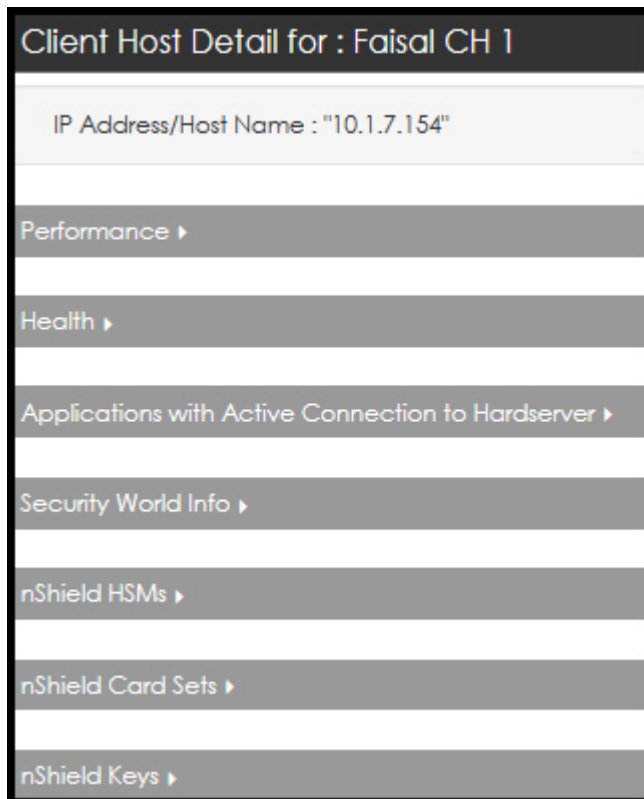 Client Host Detail for : Faisal CH 1
IP Address/Host Name : "10.1.7.154"
Performance
Health
Applications with Active Connection to Hardserver
Security World Info
nShield HSMs
nShield Card Sets
nShield Keys